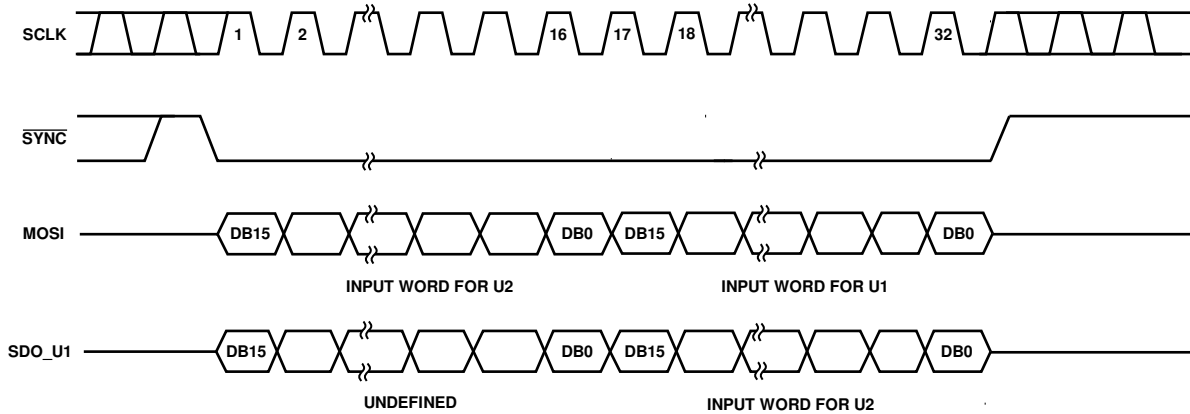 SCLK 1 2 16 17 18 32
SYNC
MOSI DB15 DB0 DB15 DB0
INPUT WORD FOR U2 INPUT WORD FOR U1
SDO_U1 DB15 DB0 DB15 DB0
UNDEFINED INPUT WORD FOR U2